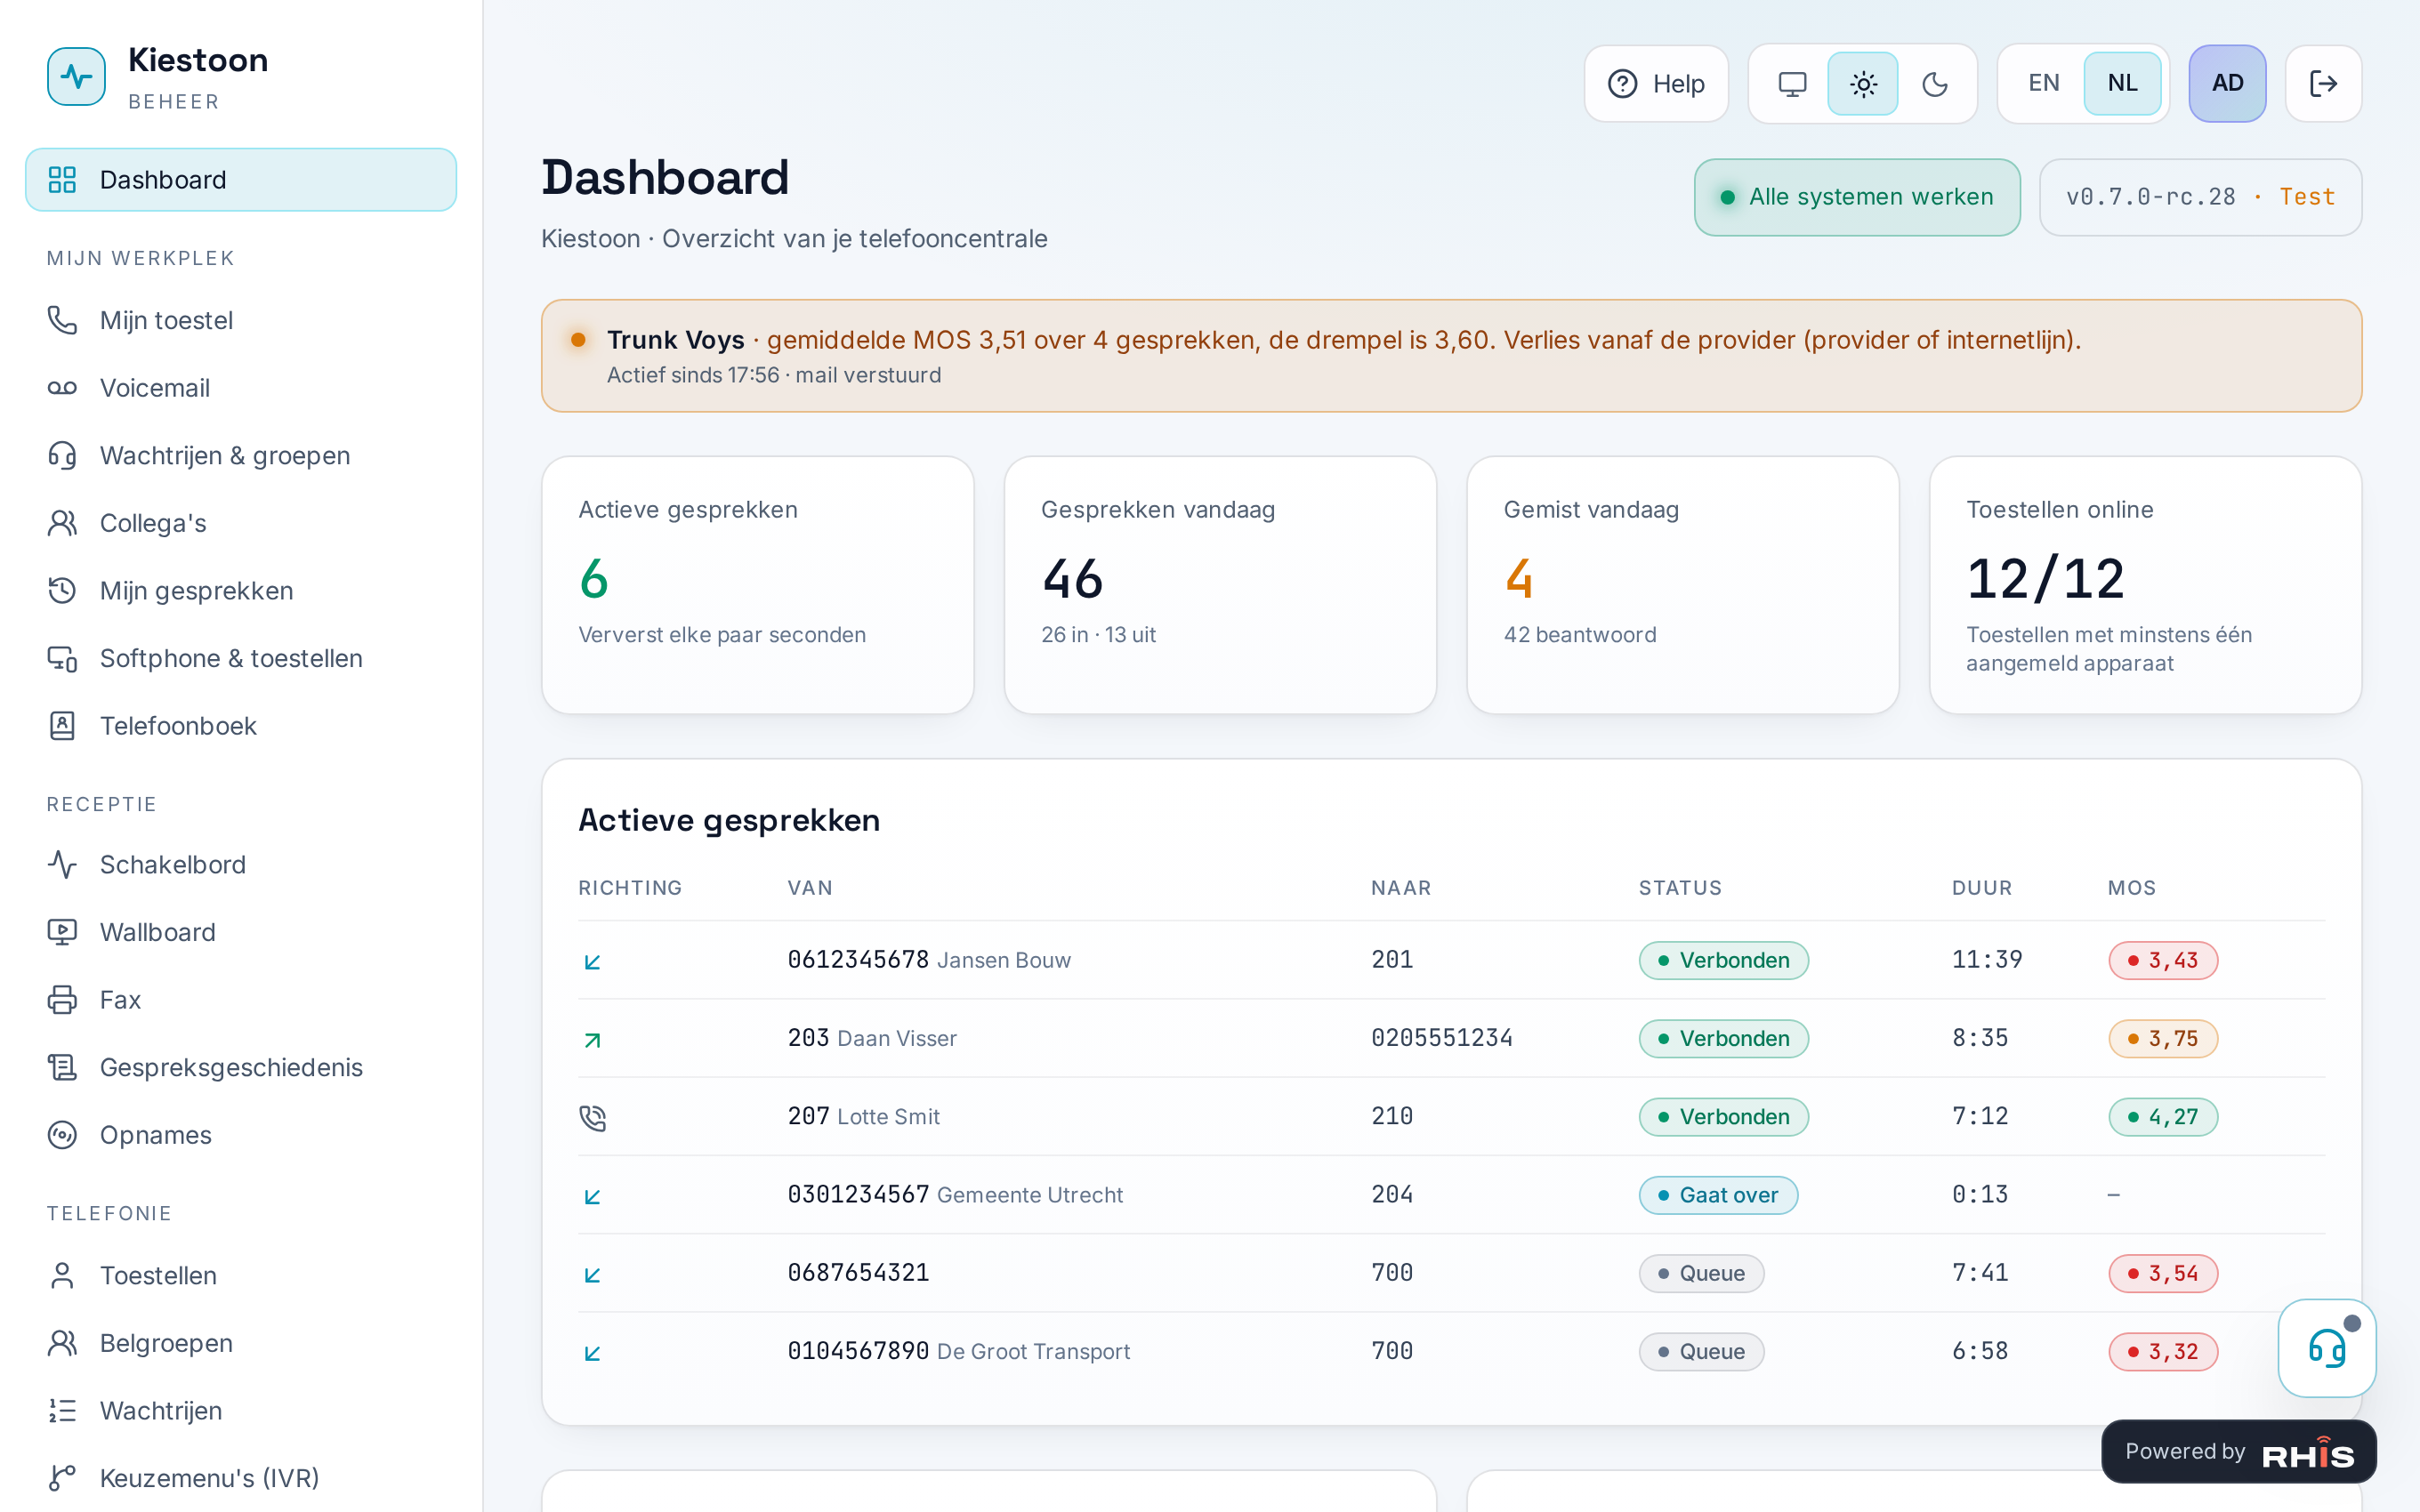 Kiestoon
BEHEER
Dashboard
MIJN WERKPLEK
Mijn toestel
Voicemail
Wachtrijen & groepen
Collega's
Mijn gesprekken
Softphone & toestellen
Telefoonboek
RECEPTIE
Schakelbord
Wallboard
Fax
Gespreksgeschiedenis
Opnames
TELEFONIE
Toestellen
Belgroepen
Wachtrijen
Keuzemenu's (IVR)
Help
EN NL
AD
Dashboard
Kiestoon · Overzicht van je telefooncentrale
Alle systemen werken
v0.7.0-rc.28 · Test
Trunk Voys · gemiddelde MOS 3,51 over 4 gesprekken, de drempel is 3,60. Verlies vanaf de provider (provider of internetlijn).
Actief sinds 17:56 · mail verstuurd
Actieve gesprekken
6
Ververst elke paar seconden
Gesprekken vandaag
46
26 in · 13 uit
Gemist vandaag
4
42 beantwoord
Toestellen online
12/12
Toestellen met minstens één
aangemeld apparaat
Actieve gesprekken
RICHTING VAN NAAR STATUS DUUR MOS
0612345678 Jansen Bouw 201 Verbonden 11:39 3,43
203 Daan Visser 0205551234 Verbonden 8:35 3,75
207 Lotte Smit 210 Verbonden 7:12 4,27
0301234567 Gemeente Utrecht 204 Gaat over 0:13 –
0687654321 700 Queue 7:41 3,54
0104567890 De Groot Transport 700 Queue 6:58 3,32
Powered by RHIS